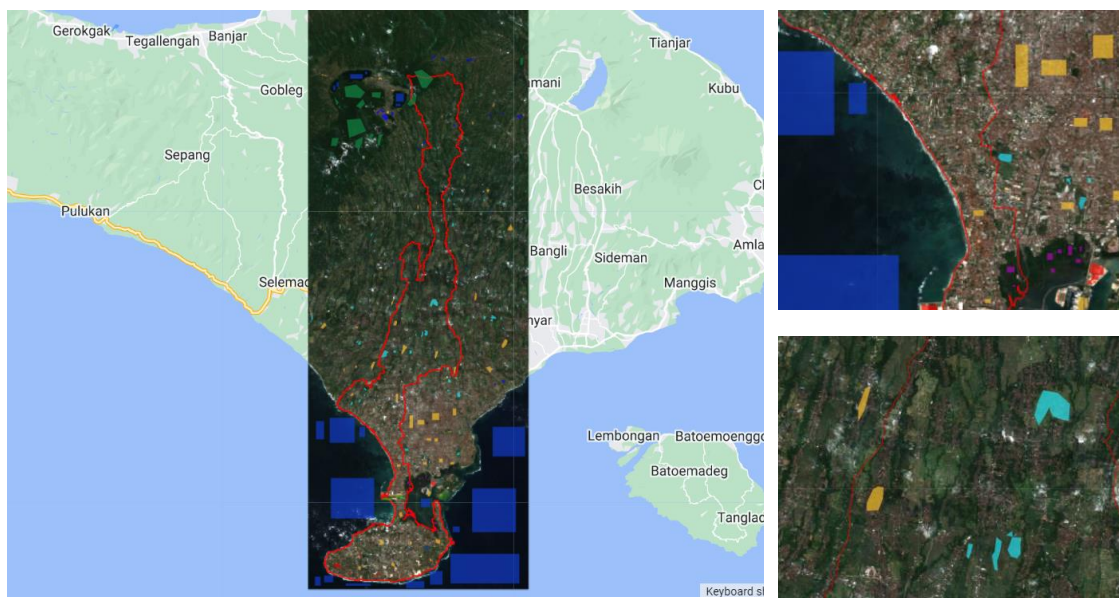 Gerokgak
Tegallengah
Banjar
Gobleg
Sepang
Pulukan
Selemad
Tianjar
amani
Kubu
Besakih
Bangli
Sideman
Amla
Manggis
nyar
Lembongan
Batoemoenggo
Batoemadeg
Tanglad
Keyboard sh